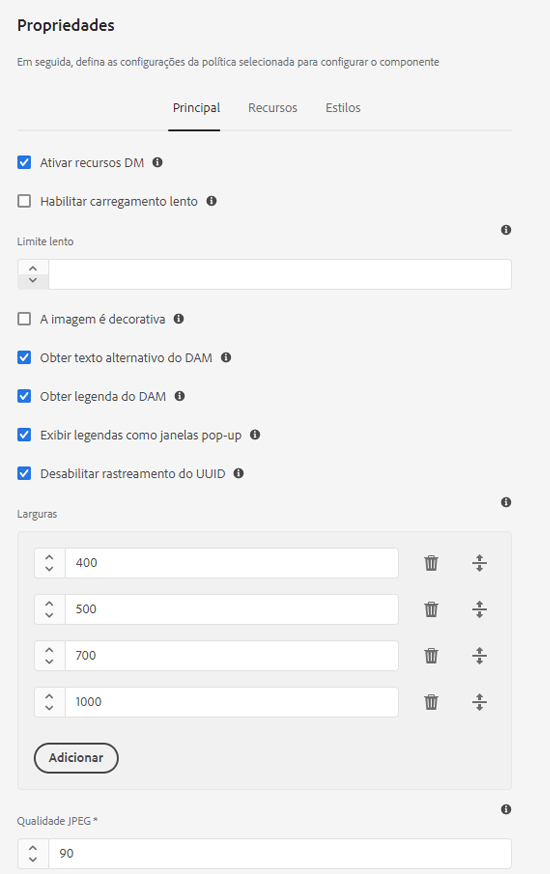 Propriedades
Em seguida, defina as configurações da política selecionada para configurar o componente
Principal Recursos Estilos
Ativar recursos DM
Habilitar carregamento lento
Limite lento
A imagem é decorativa
Obter texto alternativo do DAM
Obter legenda do DAM
Exibir legendas como janelas pop-up
Desabilitar rastreamento do UUID
Larguras
400
500
700
1000
Adicionar
Qualidade JPEG *
90